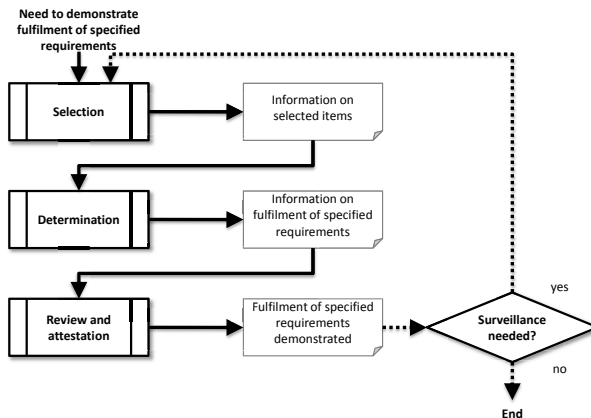 Need to demonstrate
fulfilment of specified
requirements
Selection
Information on
selected items
Determination
Information on
fulfilment of specified
requirements
Review and
attestation
Fulfilment of specified
requirements
demonstrated
Surveillance
needed?
yes
no
End